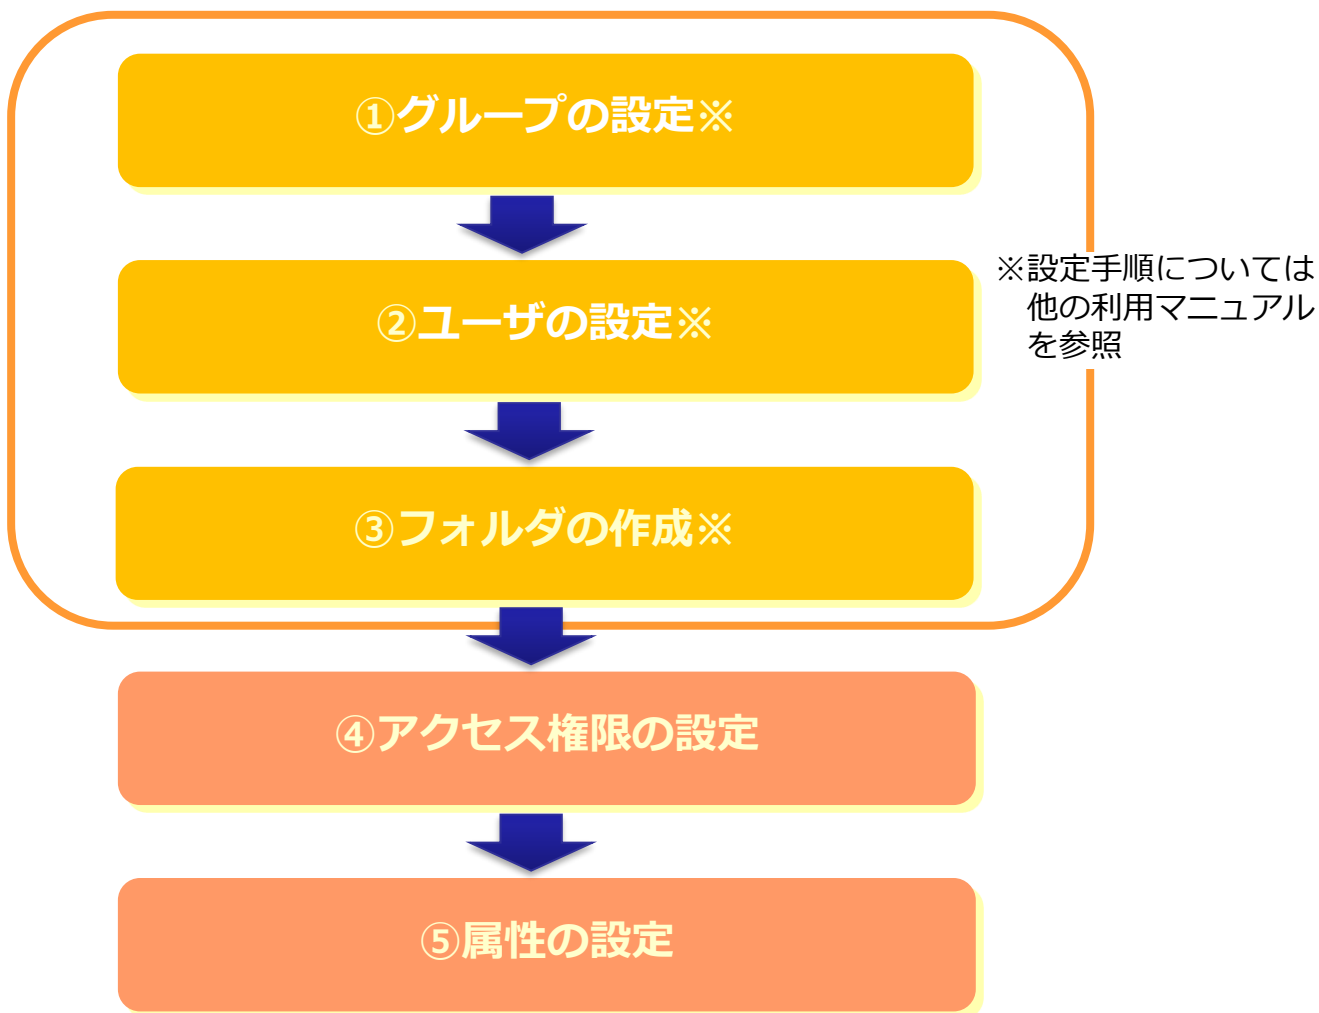 ①グループの設定※
②ユーザの設定※
※設定手順については
他の利用マニュアル
を参照
③フォルダの作成※
④アクセス権限の設定
⑤属性の設定